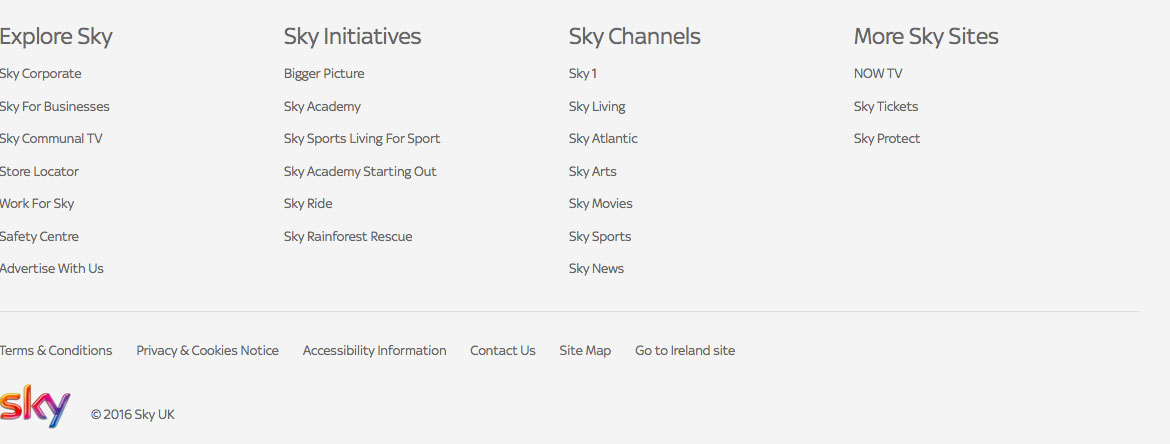 Explore Sky
Sky Corporate
Sky For Businesses
Sky Communal TV
Store Locator
Work For Sky
Safety Centre
Advertise With Us
Sky Initiatives
Bigger Picture
Sky Academy
Sky Sports Living For Sport
Sky Academy Starting Out
Sky Ride
Sky Rainforest Rescue
Sky Channels
Sky 1
Sky Living
Sky Atlantic
Sky Arts
Sky Movies
Sky Sports
Sky News
More Sky Sites
NOW TV
Sky Tickets
Sky Protect
Terms & Conditions Privacy & Cookies Notice Accessibility Information Contact Us Site Map Go to Ireland site
sky © 2016 Sky UK